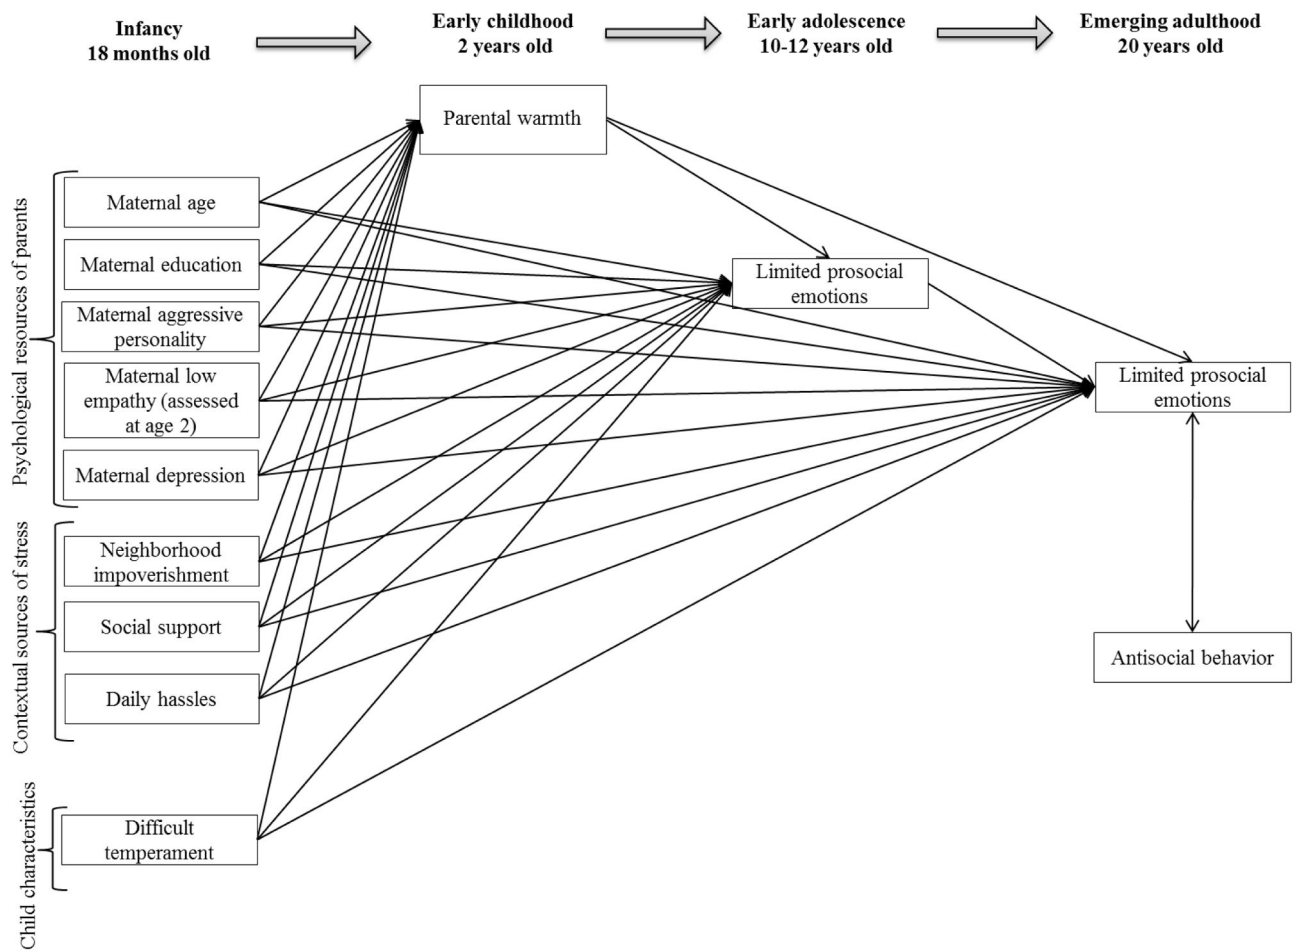 Infancy
18 months old
Early childhood
2 years old
Early adolescence
10-12 years old
Emerging adulthood
20 years old
Parental warmth
Psychological resources of parents
Maternal age
Maternal education
Maternal aggressive
personality
Maternal low
empathy (assessed
at age 2)
Maternal depression
Limited prosocial
emotions
Limited prosocial
emotions
Contextual sources of stress
Neighborhood
impoverishment
Social support
Daily hassles
Antisocial behavior
Child characteristics
Difficult
temperament